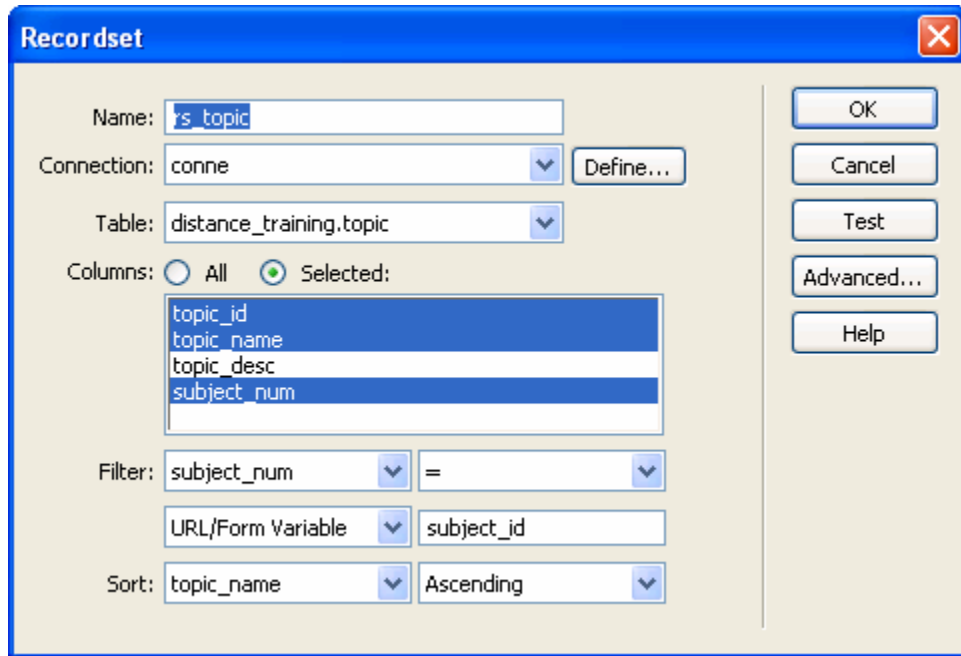 Recordset
Name: rs_topic
OK
Connection: conne Define...
Cancel
Table: distance_training.topic
Test
Columns: All Selected:
Advanced...
topic_id
topic_name
Help
topic_desc
subject_num
Filter: subject_num =
URL/Form Variable subject_id
Sort: topic_name Ascending